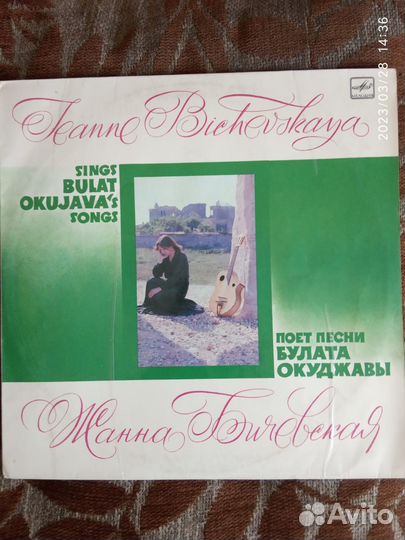 Jeanne Bichevskaya
SINGS
BULAT
OKUJAVA's
SONGS
ПОЕТ ПЕСНИ
БУЛАТА
ОКУДЖАВЫ
Жанна Бичевская
2023/03/28 14:36
Avito